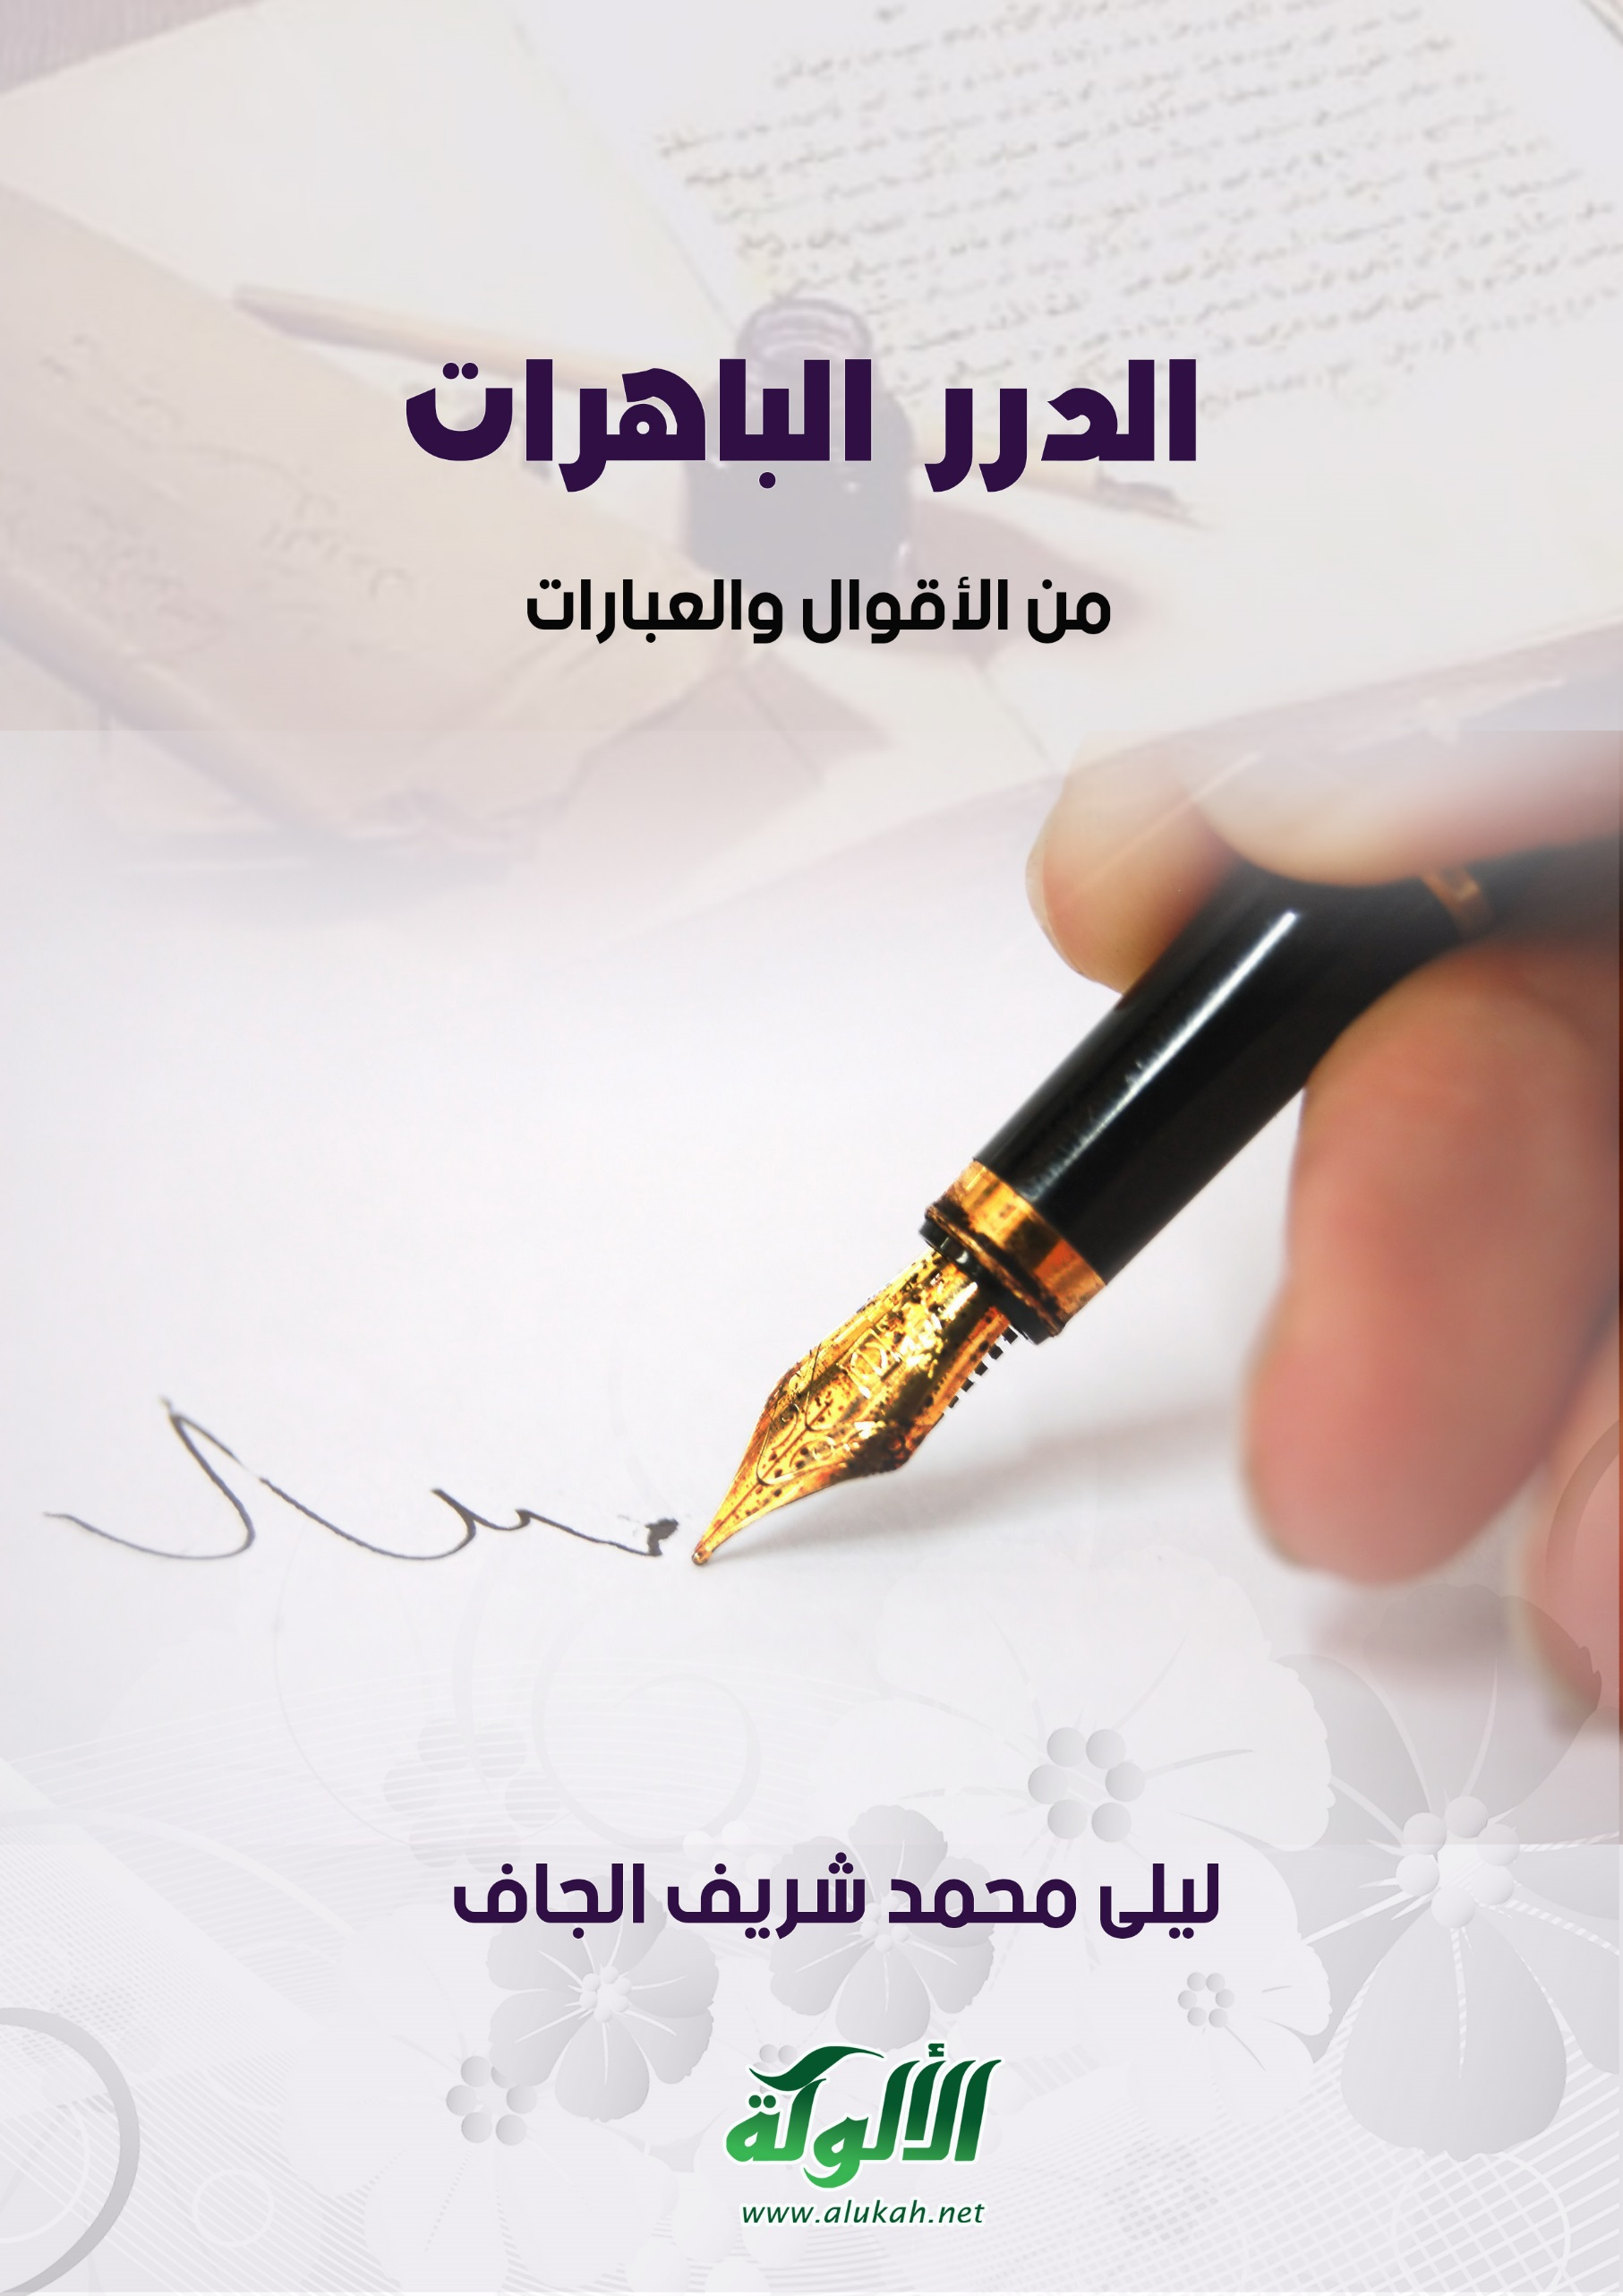 الدرر الباهرات
من الأقوال والعبارات
ليلى محمد شريف الجاف
الألوكة
www.alukah.net